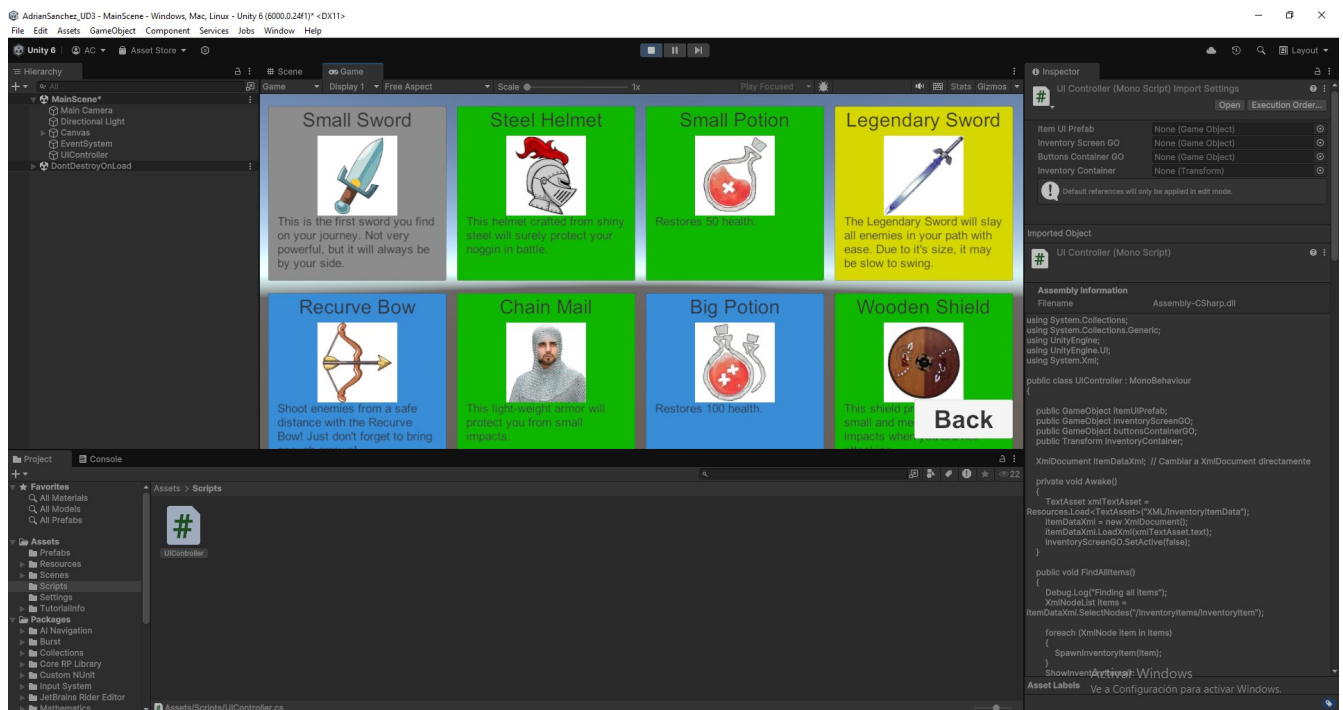 AdrianSanchez_UD3 - MainScene - Windows, Mac, Linux - Unity 6 (6000.0.24f1)* <DX11>
File Edit Assets GameObject Component Services Jobs Window Help
Unity 6 AC Asset Store Layout
Hierarchy
All
MainScene*
Main Camera
Directional Light
Canvas
EventSystem
UIController
DontDestroyOnLoad
Scene Game
Game Display 1 Free Aspect Scale 1x Play Focused Stats Gizmos
Small Sword
This is the first sword you find
on your journey. Not very
powerful, but it will always be
by your side.
Steel Helmet
This helmet crafted from shiny
steel will surely protect your
noggin in battle.
Small Potion
Restores 50 health.
Legendary Sword
The Legendary Sword will slay
all enemies in your path with
ease. Due to it's size, it may
be slow to swing.
Recurve Bow
Shoot enemies from a safe
distance with the Recurve
Bow! Just don't forget to bring
Chain Mail
This light-weight armor will
protect you from small
impacts.
Big Potion
Restores 100 health.
Wooden Shield
This shield
small and
impacts when
Back
Inspector
UI Controller (Mono Script) Import Settings
Open Execution Order...
Item UI Prefab None (Game Object)
Inventory Screen GO None (Game Object)
Buttons Container GO None (Game Object)
Inventory Container None (Transform)
Default references will only be applied in edit mode.
Imported Object
UI Controller (Mono Script)
Assembly Information
Filename Assembly-CSharp.dll
using System.Collections;
using System.Collections.Generic;
using UnityEngine;
using UnityEngine.UI;
using System.Xml;
public class UIController : MonoBehaviour
{
public GameObject itemUIPrefab;
public GameObject inventoryScreenGO;
public GameObject buttonsContainerGO;
public Transform inventoryContainer;
XmlDocument itemDataXml; // Cambiar a XmlDocument directamente
private void Awake()
{
TextAsset xmlTextAsset =
Resources.Load<TextAsset>("XML/InventoryItemData");
itemDataXml = new XmlDocument();
itemDataXml.LoadXml(xmlTextAsset.text);
inventoryScreenGO.SetActive(false);
}
public void FindAllItems()
{
Debug.Log("Finding all items");
XmlNodeList items =
itemDataXml.SelectNodes("/InventoryItems/InventoryItem");
foreach (XmlNode item in items)
{
SpawnInventoryItem(item);
}
Activar Windows
Asset Labels
Ve a Configuración para activar Windows.
Project Console
22
Favorites
All Materials
All Models
All Prefabs
Assets
Prefabs
Resources
Scenes
Scripts
Settings
TutorialInfo
Packages
AI Navigation
Burst
Collections
Core RP Library
Custom NUnit
Input System
JetBrains Rider Editor
Mathematics
Assets > Scripts
UIController
Assets/Scripts/UIController.cs